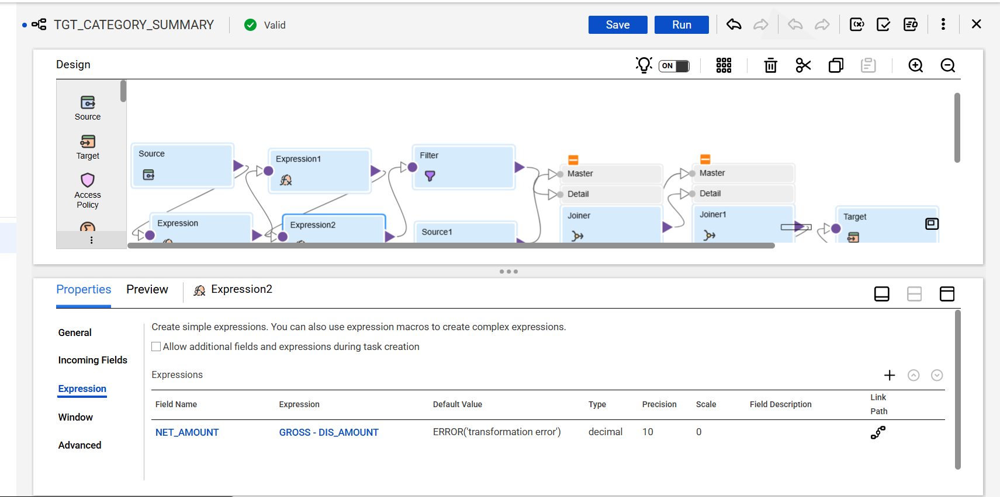 TGT_CATEGORY_SUMMARY
Valid
Save
Run
Design
ON
Source
Target
Access
Policy
Source
Expression1
Filter
Master
Detail
Master
Detail
Expression
Expression2
Source1
Joiner
Joiner1
Target
Properties
Preview
Expression2
General
Incoming Fields
Expression
Window
Advanced
Create simple expressions. You can also use expression macros to create complex expressions.
Allow additional fields and expressions during task creation
Expressions
Field Name Expression Default Value Type Precision Scale Field Description Link Path
NET_AMOUNT GROSS - DIS_AMOUNT ERROR('transformation error') decimal 10 0